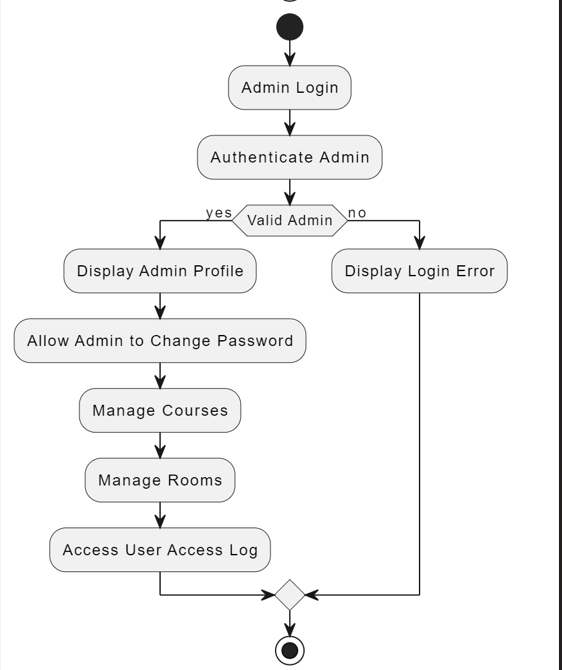 Admin Login
Authenticate Admin
yes
Valid Admin
no
Display Admin Profile
Display Login Error
Allow Admin to Change Password
Manage Courses
Manage Rooms
Access User Access Log